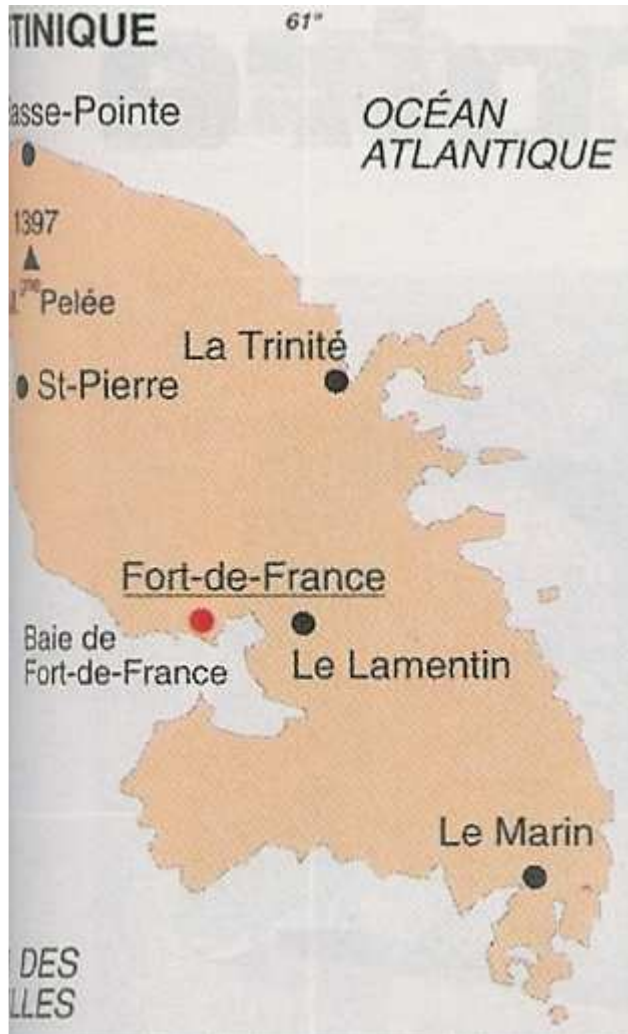 TINIQUE
61°
asse-Pointe
OCÉAN
ATLANTIQUE
1397
gne Pelée
La Trinité
St-Pierre
Fort-de-France
Baie de
Fort-de-France
Le Lamentin
Le Marin
DES
LLES